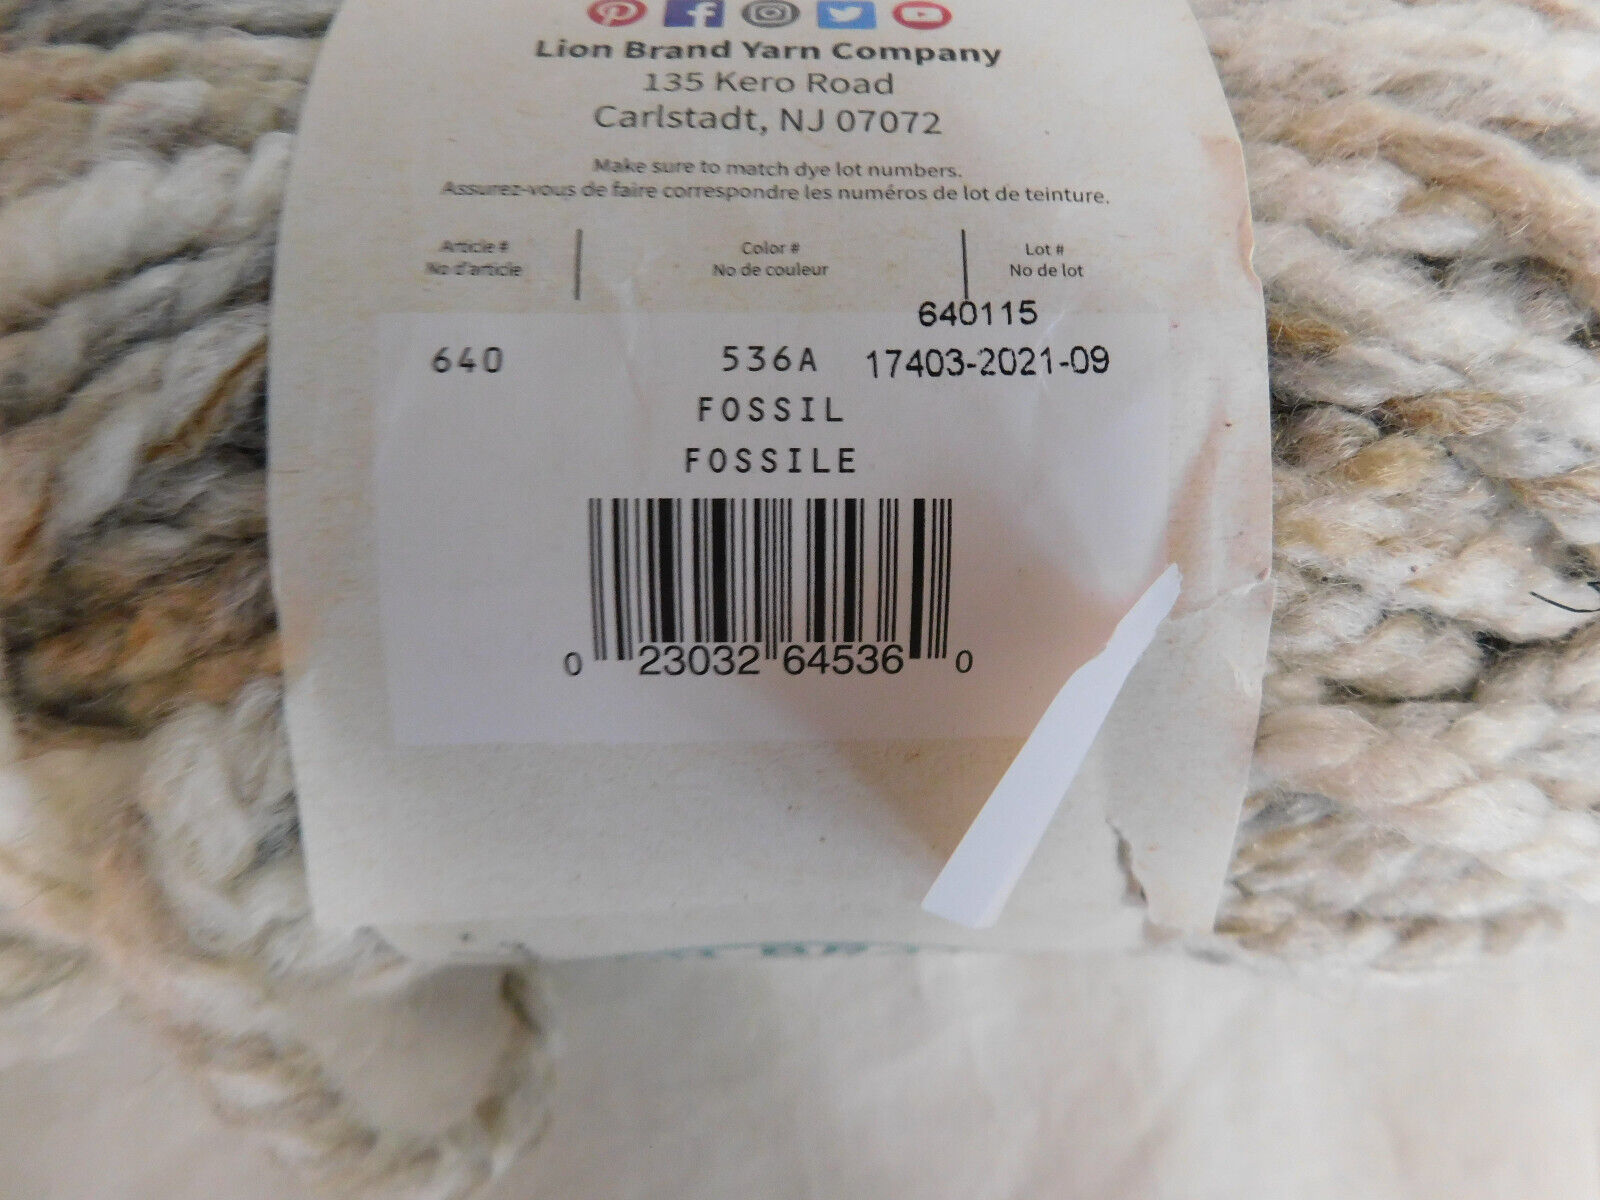 Lion Brand Yarn Company
135 Kero Road
Carlstadt, NJ 07072
Make sure to match dye lot numbers.
Assurez-vous de faire correspondre les numéros de lot de teinture.
Article #
No d'article
Color #
No de couleur
Lot #
No de lot
640115
640 536A 17403-2021-09
FOSSIL
FOSSILE
0 23032 64536 0